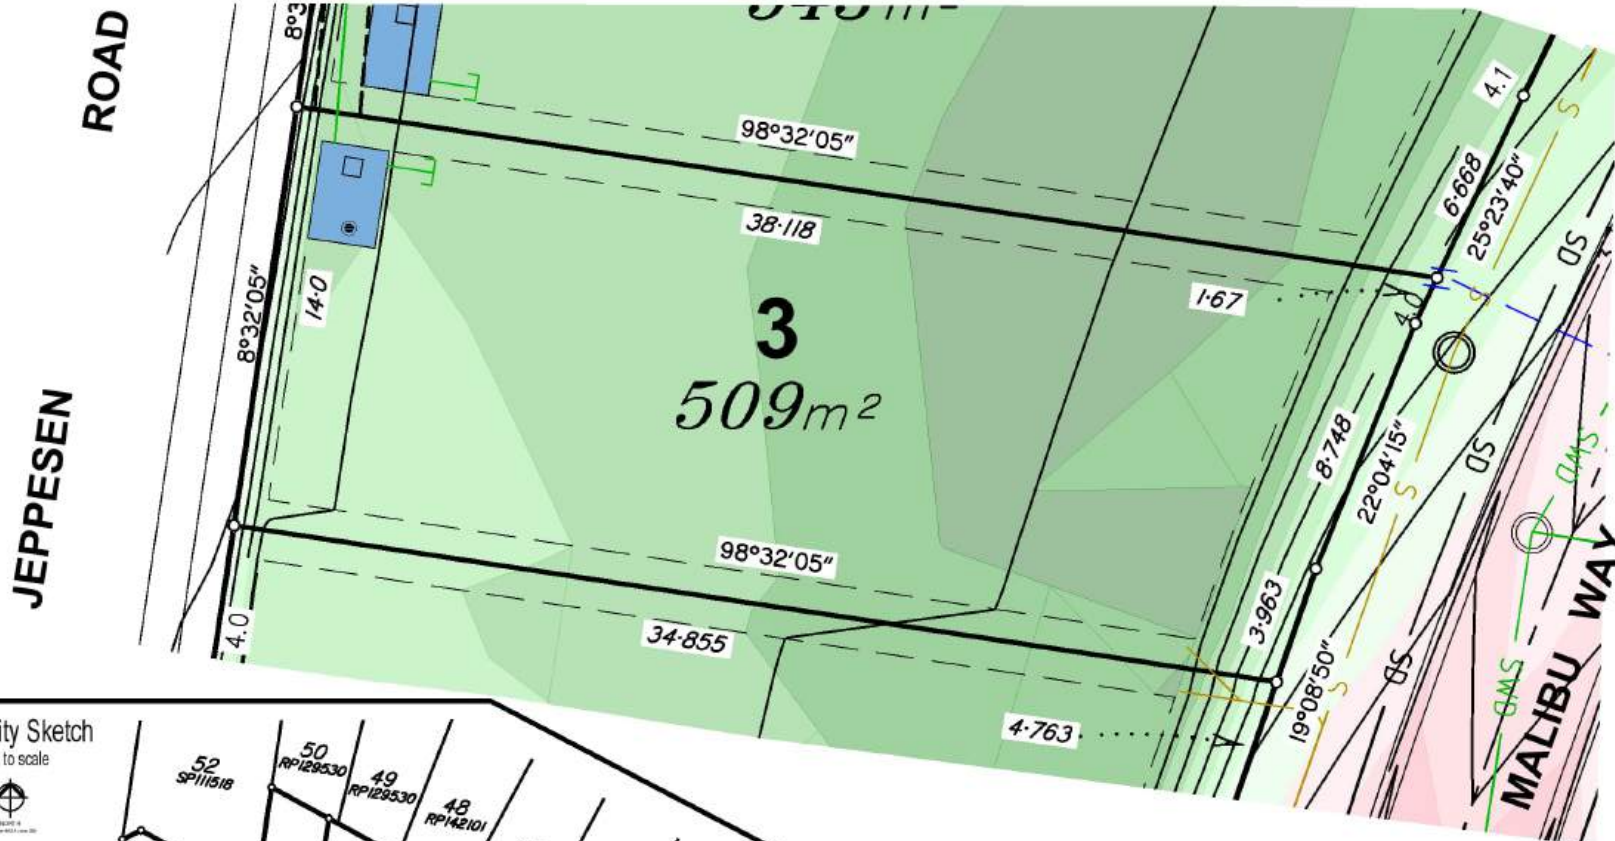 ROAD
8°3
4.1
98°32'05"
6·668
25°23'40"
S
SD
38·118
1·67
4.0
S
8°32'05"
14·0
3
509m²
8·748
22°04'15"
S
SD
SWD
JEPPESEN
98°32'05"
3·963
4.0
34·855
19°08'50"
S
SD
SWD
MALIBU WAY
4·763
ity Sketch
to scale
52
SP111518
50
RP129530
49
RP129530
48
RP142101